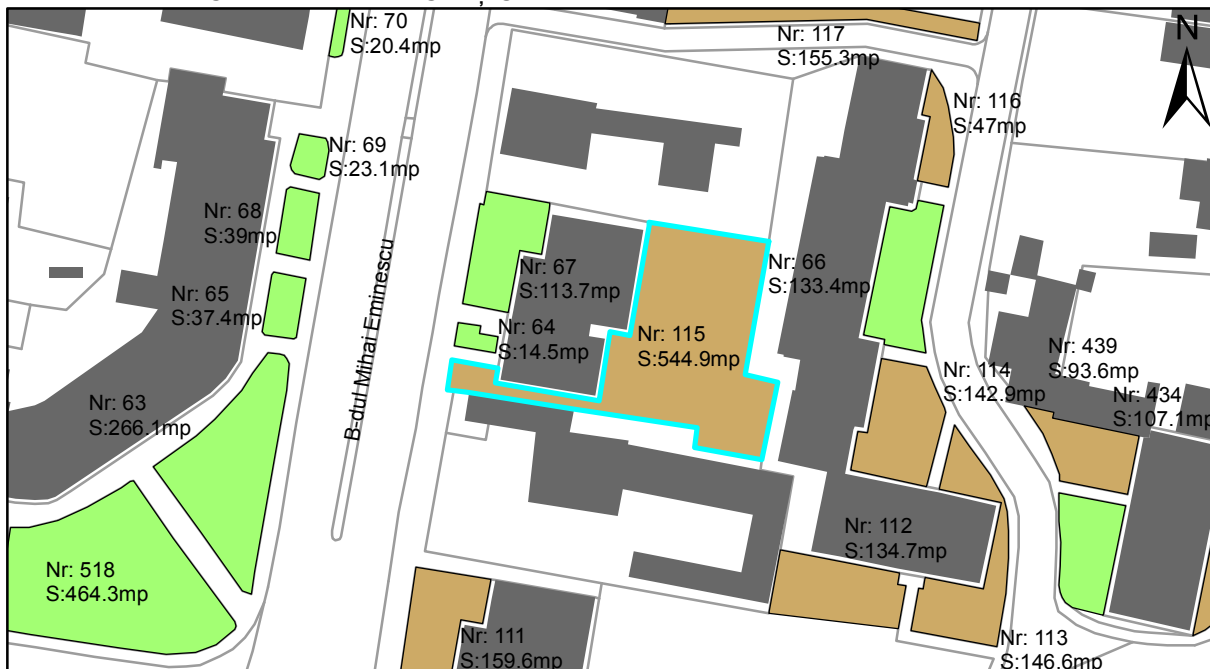 Nr: 70
S:20.4mp
Nr: 117
S:155.3mp
N
Nr: 116
S:47mp
Nr: 69
S:23.1mp
Nr: 68
S:39mp
Nr: 67
S:113.7mp
Nr: 66
S:133.4mp
Nr: 65
S:37.4mp
Nr: 64
S:14.5mp
Nr: 115
S:544.9mp
B-dul Mihai Eminescu
Nr: 439
S:93.6mp
Nr: 114
S:142.9mp
Nr: 434
S:107.1mp
Nr: 63
S:266.1mp
Nr: 112
S:134.7mp
Nr: 518
S:464.3mp
Nr: 111
S:159.6mp
Nr: 113
S:146.6mp